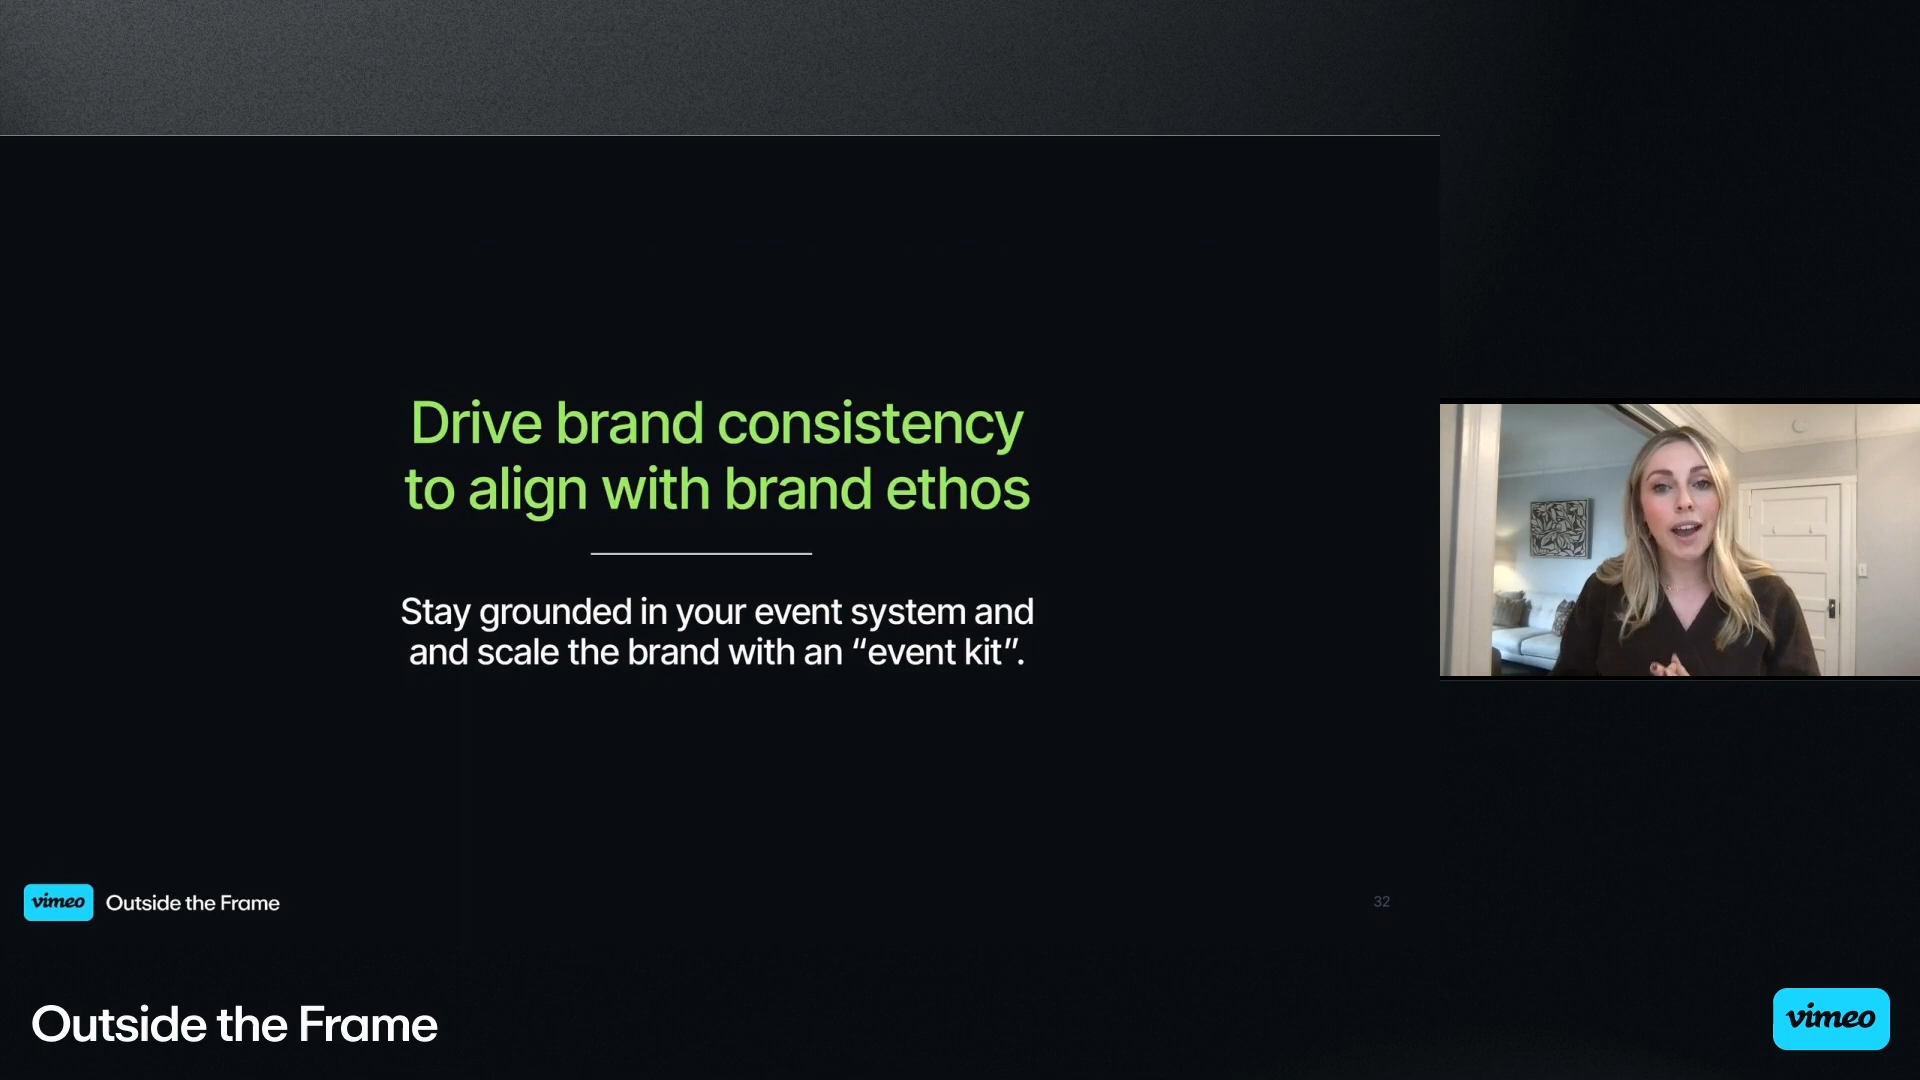 Drive brand consistency
to align with brand ethos
Stay grounded in your event system and
and scale the brand with an “event kit”.
vimeo Outside the Frame
32
Outside the Frame
vimeo